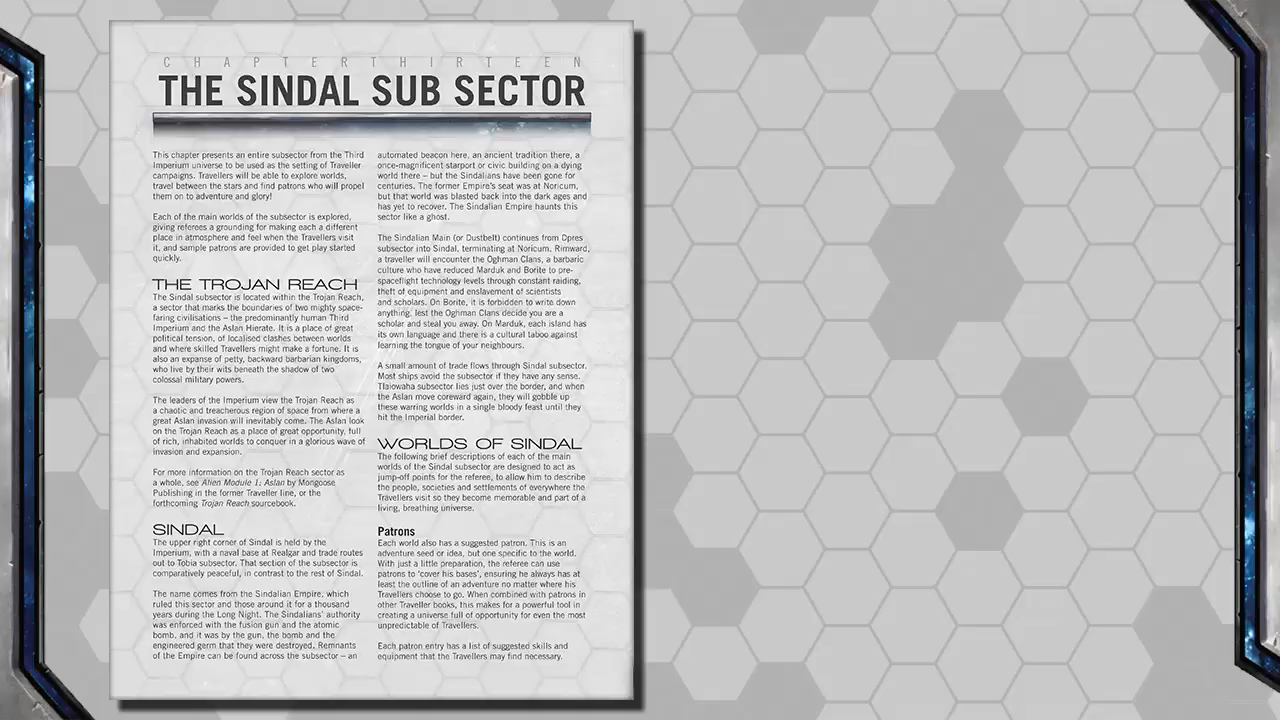 CHAPTER THIRTEEN
THE SINDAL SUB SECTOR
This chapter presents an entire subsector from the Third
Imperium universe to be used as the setting of Traveller
campaigns. Travellers will be able to explore worlds,
travel between the stars and find patrons who will propel
them on to adventure and glory!
Each of the main worlds of the subsector is explored,
giving referees a grounding for making each a different
place in atmosphere and feel when the Travellers visit
it, and sample patrons are provided to get play started
quickly.
THE TROJAN REACH
The Sindal subsector is located within the Trojan Reach,
a sector that marks the boundaries of two mighty space-
faring civilisations – the predominantly human Third
Imperium and the Aslan Hierate. It is a place of great
political tension, of localised clashes between worlds
and where skilled Travellers might make a fortune. It is
also an expanse of petty, backward barbarian kingdoms,
who live by their wits beneath the shadow of two
colossal military powers.
The leaders of the Imperium view the Trojan Reach as
a chaotic and treacherous region of space from where a
great Aslan invasion will inevitably come. The Aslan look
on the Trojan Reach as a place of great opportunity, full
of rich, inhabited worlds to conquer in a glorious wave of
invasion and expansion.
For more information on the Trojan Reach sector as
a whole, see Alien Module 1: Aslan by Mongoose
Publishing in the former Traveller line, or the
forthcoming Trojan Reach sourcebook.
SINDAL
The upper right corner of Sindal is held by the
Imperium, with a naval base at Realgar and trade routes
out to Tobia subsector. That section of the subsector is
comparatively peaceful, in contrast to the rest of Sindal.
The name comes from the Sindalian Empire, which
ruled this sector and those around it for a thousand
years during the Long Night. The Sindalians' authority
was enforced with the fusion gun and the atomic
bomb, and it was by the gun, the bomb and the
engineered germ that they were destroyed. Remnants
of the Empire can be found across the subsector – an
automated beacon here, an ancient tradition there, a
once-magnificent starport or civic building on a dying
world there – but the Sindalians have been gone for
centuries. The former Empire's seat was at Noricum,
but that world was blasted back into the dark ages and
has yet to recover. The Sindalian Empire haunts this
sector like a ghost.
The Sindalian Main (or Dustbelt) continues from Dpres
subsector into Sindal, terminating at Noricum. Rimward,
a traveller will encounter the Oghman Clans, a barbaric
culture who have reduced Marduk and Borite to pre-
spaceflight technology levels through constant raiding,
theft of equipment and enslavement of scientists
and scholars. On Borite, it is forbidden to write down
anything, lest the Oghman Clans decide you are a
scholar and steal you away. On Marduk, each island has
its own language and there is a cultural taboo against
learning the tongue of your neighbours.
A small amount of trade flows through Sindal subsector.
Most ships avoid the subsector if they have any sense.
Tlaiowaha subsector lies just over the border, and when
the Aslan move coreward again, they will gobble up
these warring worlds in a single bloody feast until they
hit the Imperial border.
WORLDS OF SINDAL
The following brief descriptions of each of the main
worlds of the Sindal subsector are designed to act as
jump-off points for the referee, to allow him to describe
the people, societies and settlements of everywhere the
Travellers visit so they become memorable and part of a
living, breathing universe.
Patrons
Each world also has a suggested patron. This is an
adventure seed or idea, but one specific to the world.
With just a little preparation, the referee can use
patrons to 'cover his bases', ensuring he always has at
least the outline of an adventure no matter where his
Travellers choose to go. When combined with patrons in
other Traveller books, this makes for a powerful tool in
creating a universe full of opportunity for even the most
unpredictable of Travellers.
Each patron entry has a list of suggested skills and
equipment that the Travellers may find necessary.